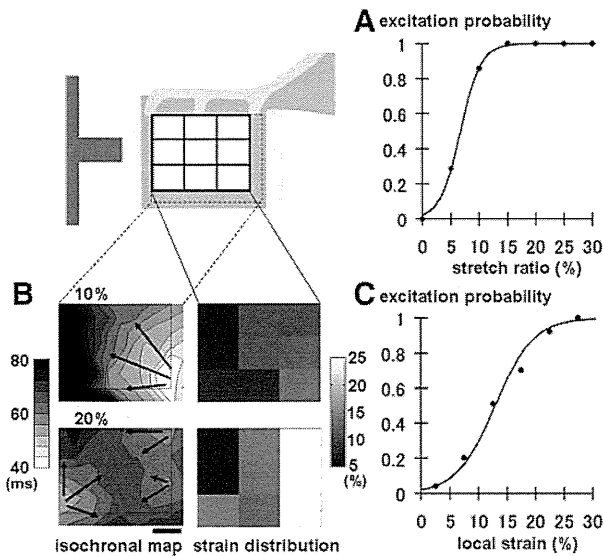 A excitation probability
1
0.8
0.6
0.4
0.2
0
0 5 10 15 20 25 30
stretch ratio (%)
B
10%
80
60
40
(ms)
20%
25
20
15
10
5
(%)
isochronal map strain distribution
C excitation probability
1
0.8
0.6
0.4
0.2
0
0 5 10 15 20 25 30
local strain (%)